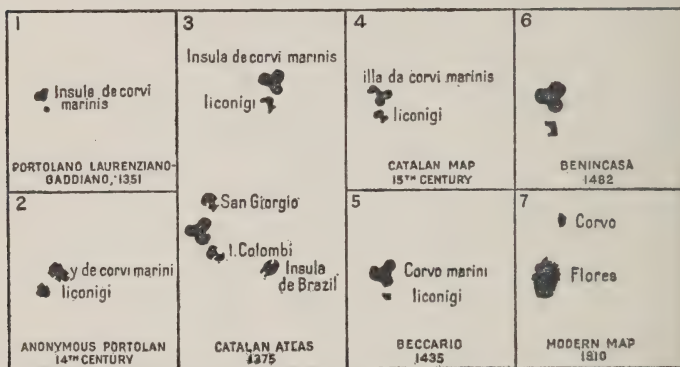 1
Insula de corvi
marinis
PORTOLANO LAURENZIANO-
GADDIANO, 1351
2
y de corvi marini
liconigi
ANONYMOUS PORTOLAN
14TH CENTURY
3
Insula de corvi marinis
liconigi
San Giorgio
I. Colombi
Insula
de Brazil
CATALAN ATLAS
1375
4
illa da corvi marinis
liconigi
CATALAN MAP
15TH CENTURY
5
Corvo marini
liconigi
BECCARIO
1435
6
BENINCASA
1482
7
Corvo
Flores
MODERN MAP
1910